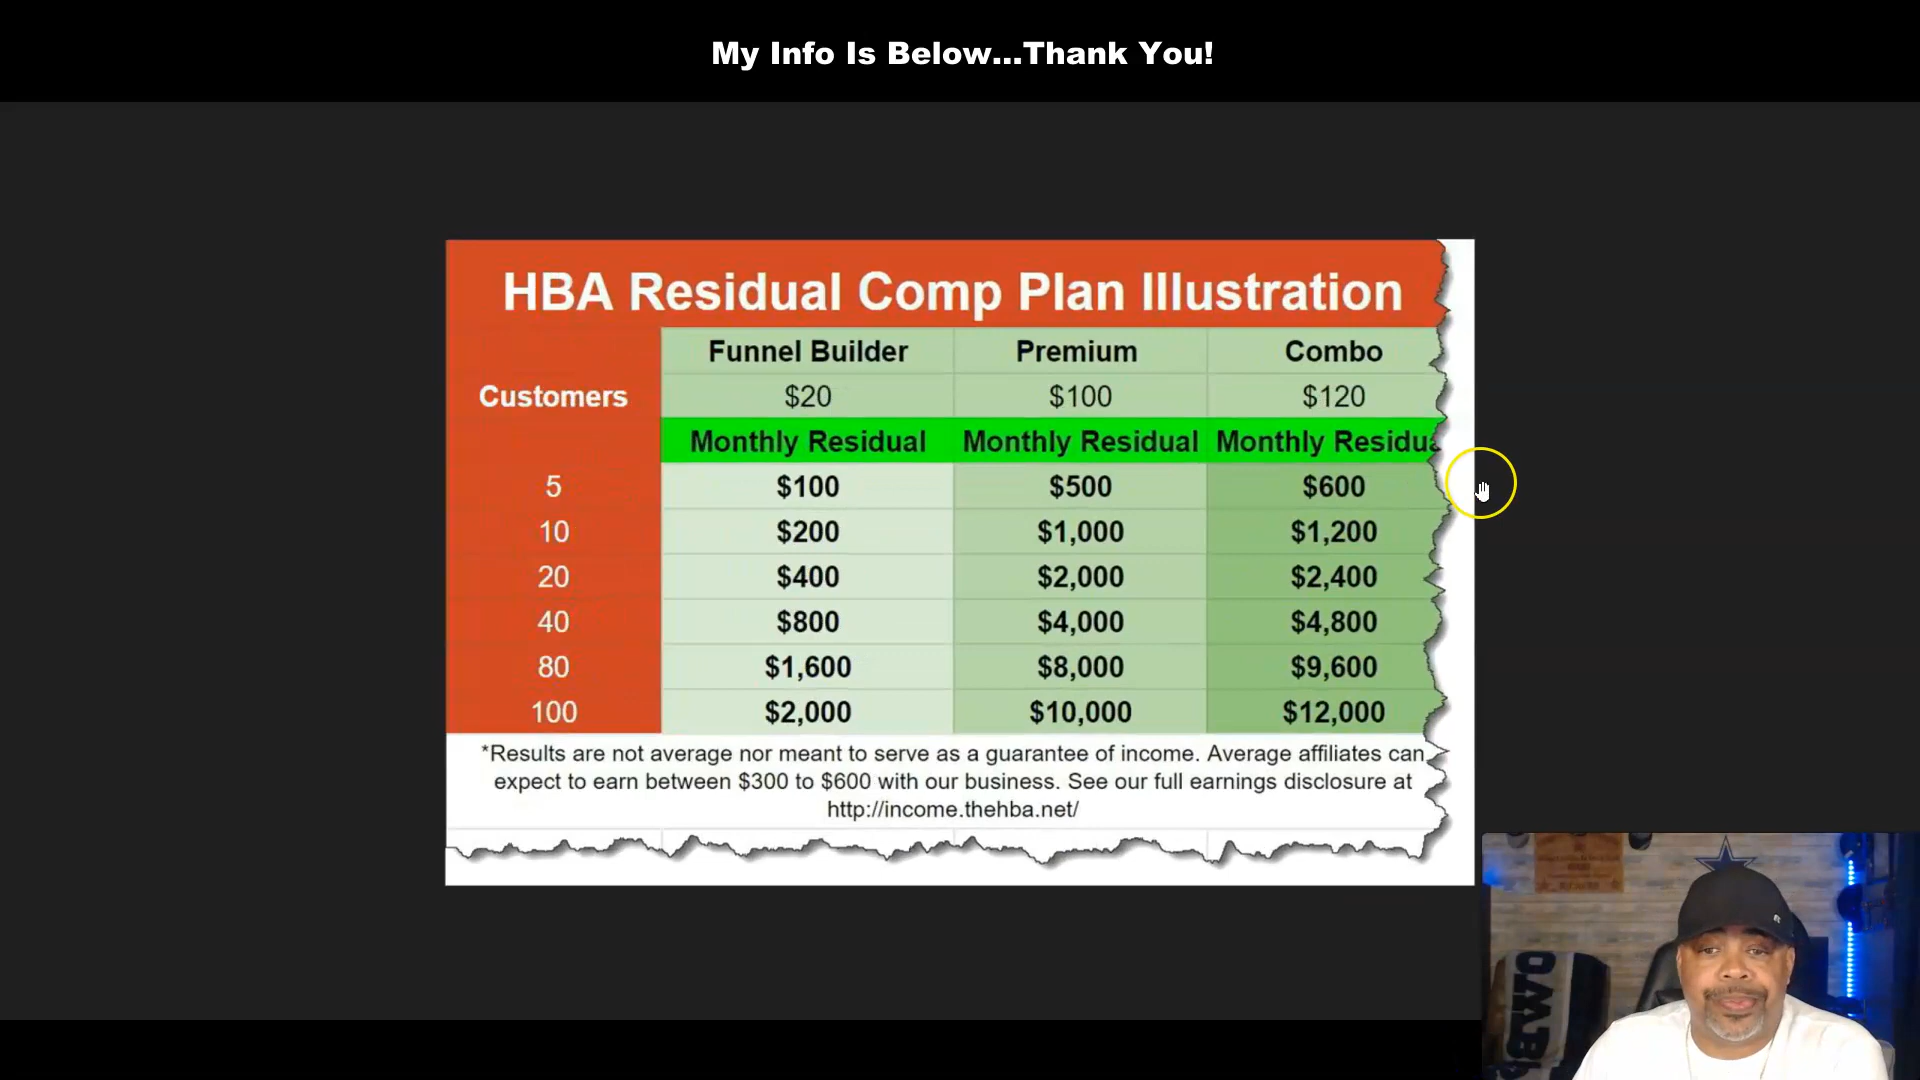 My Info Is Below...Thank You!
HBA Residual Comp Plan Illustration
Funnel Builder Premium Combo
Customers $20 $100 $120
Monthly Residual Monthly Residual Monthly Residua
5 $100 $500 $600
10 $200 $1,000 $1,200
20 $400 $2,000 $2,400
40 $800 $4,000 $4,800
80 $1,600 $8,000 $9,600
100 $2,000 $10,000 $12,000
*Results are not average nor meant to serve as a guarantee of income. Average affiliates can
expect to earn between $300 to $600 with our business. See our full earnings disclosure at
http://income.thehba.net/